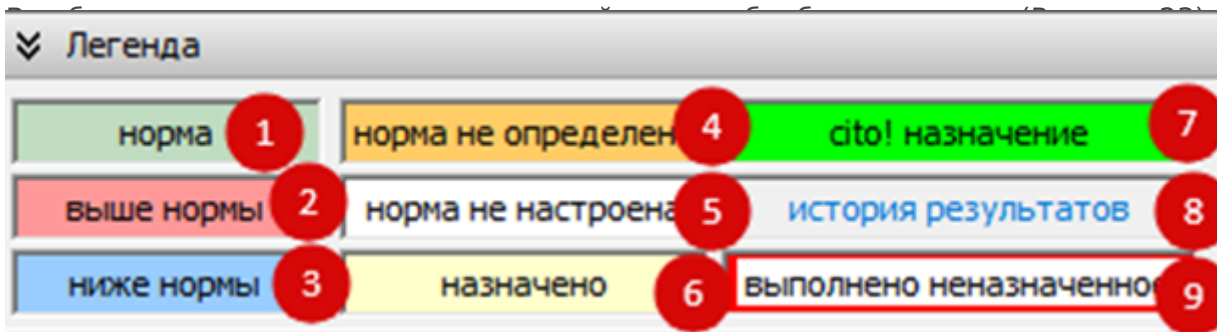 Легенда
норма 1 норма не определен 4 cito! назначение 7
выше нормы 2 норма не настроена 5 история результатов 8
ниже нормы 3 назначено 6 выполнено неназначенно 9